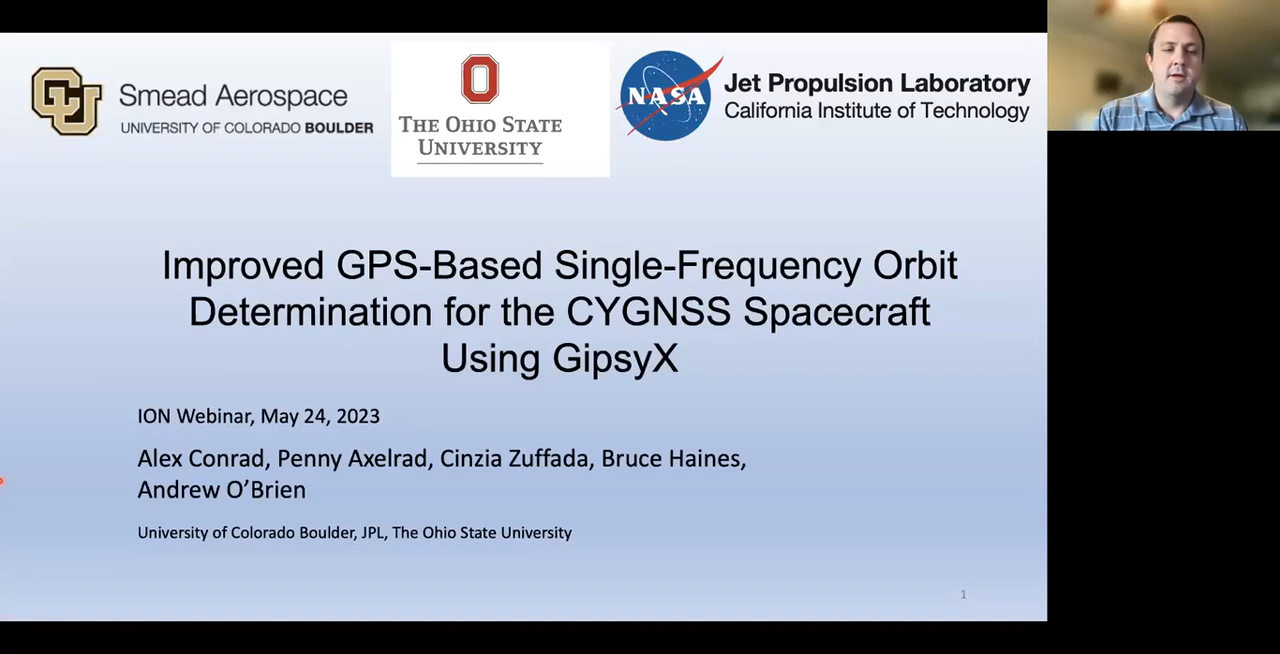 CU
Smead Aerospace
UNIVERSITY OF COLORADO BOULDER
O
THE OHIO STATE
UNIVERSITY
NASA
Jet Propulsion Laboratory
California Institute of Technology
Improved GPS-Based Single-Frequency Orbit
Determination for the CYGNSS Spacecraft
Using GipsyX
ION Webinar, May 24, 2023
Alex Conrad, Penny Axelrad, Cinzia Zuffada, Bruce Haines,
Andrew O’Brien
University of Colorado Boulder, JPL, The Ohio State University
1